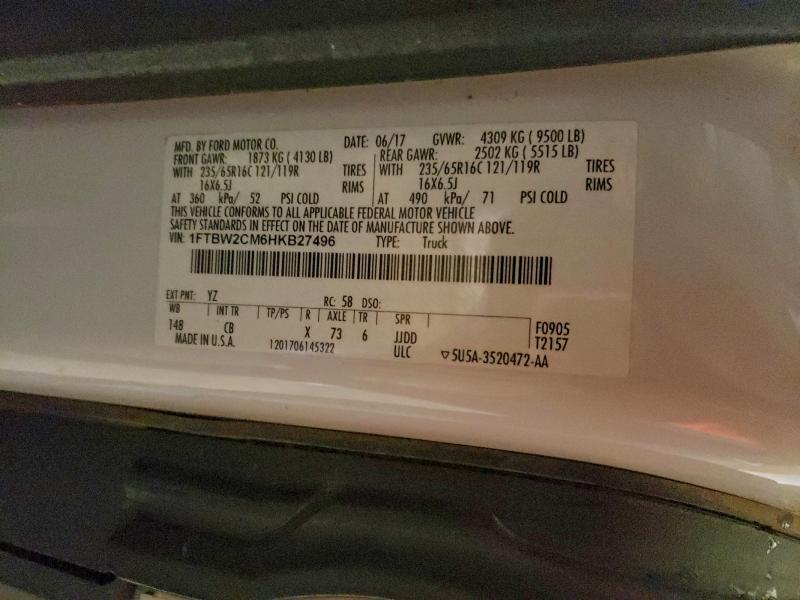 MFD. BY FORD MOTOR CO. DATE: 06/17 GVWR: 4309 KG ( 9500 LB)
FRONT GAWR: 1873 KG ( 4130 LB) REAR GAWR: 2502 KG ( 5515 LB)
WITH 235/65R16C 121/119R TIRES WITH 235/65R16C 121/119R TIRES
16X6.5J RIMS 16X6.5J RIMS
AT 360 kPa/ 52 PSI COLD AT 490 kPa/ 71 PSI COLD
THIS VEHICLE CONFORMS TO ALL APPLICABLE FEDERAL MOTOR VEHICLE
SAFETY STANDARDS IN EFFECT ON THE DATE OF MANUFACTURE SHOWN ABOVE.
VIN: 1FTBW2CM6HKB27496 TYPE: Truck
EXT PNT: YZ RC: 58 DSO:
WB INT TR TP/PS R AXLE TR SPR
148 CB X 73 6 JJDD F0905
MADE IN U.S.A. 1201706145322 ULC ▽5U5A-3520472-AA T2157